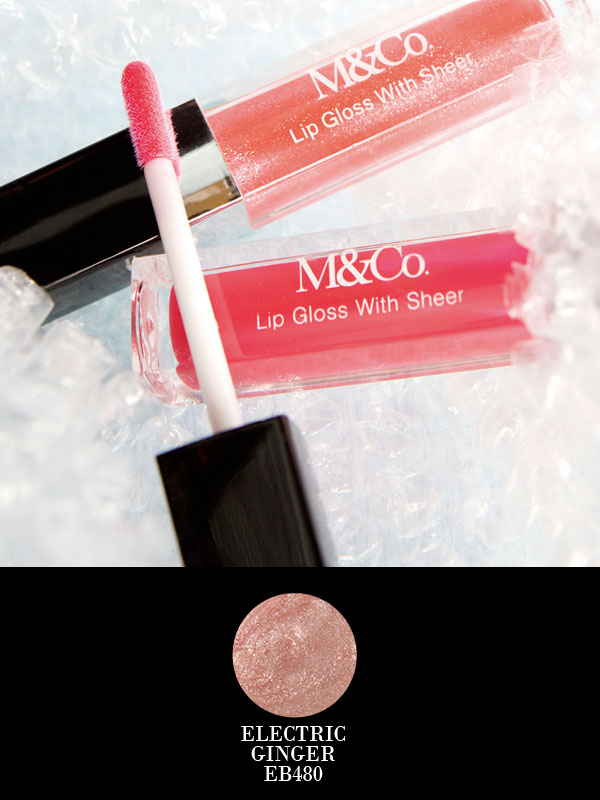 M&Co.
Lip Gloss With Sheer
M&Co.
Lip Gloss With Sheer
ELECTRIC
GINGER
EB480